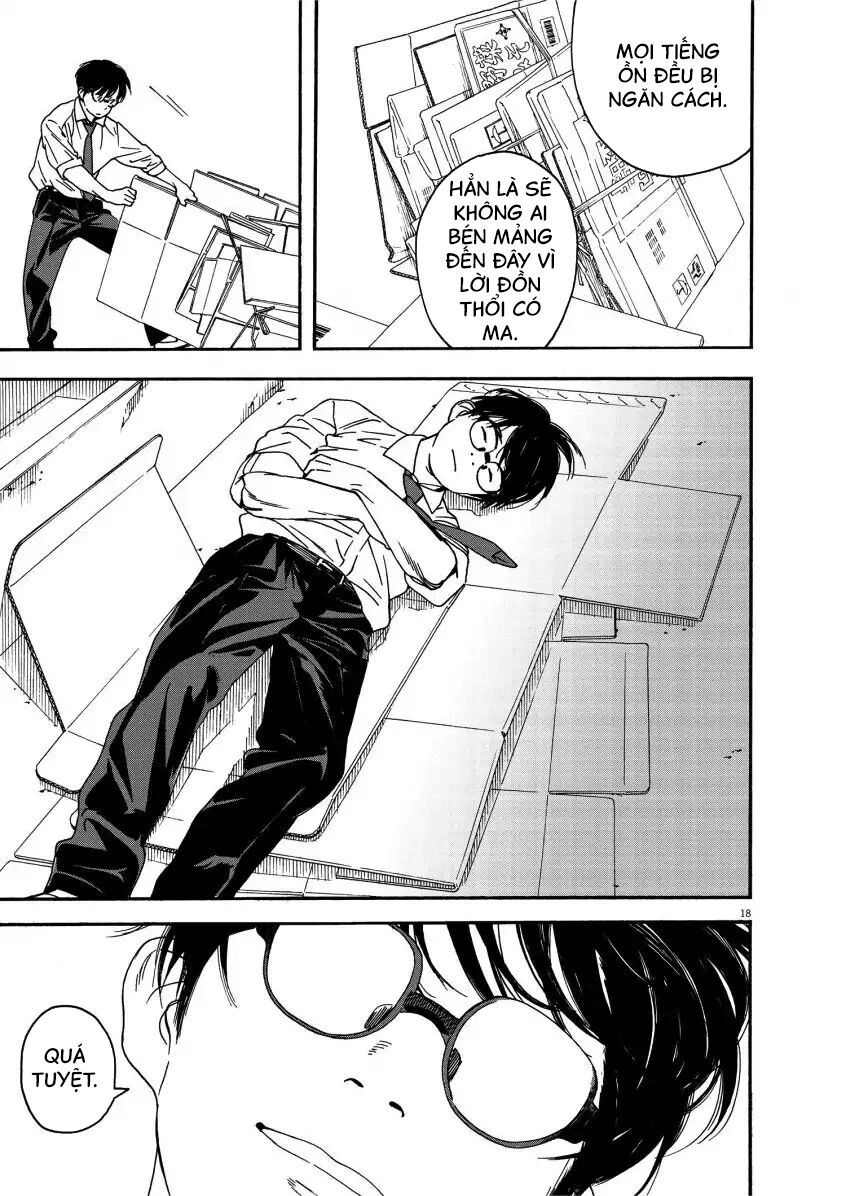 MỌI TIẾNG
ỒN ĐỀU BỊ
NGĂN CÁCH.
HẲN LÀ SẼ
KHÔNG AI
BÉN MẢNG
ĐẾN ĐÂY VÌ
LỜI ĐỒN
THỔI CÓ
MA.
18
QUÁ
TUYỆT.